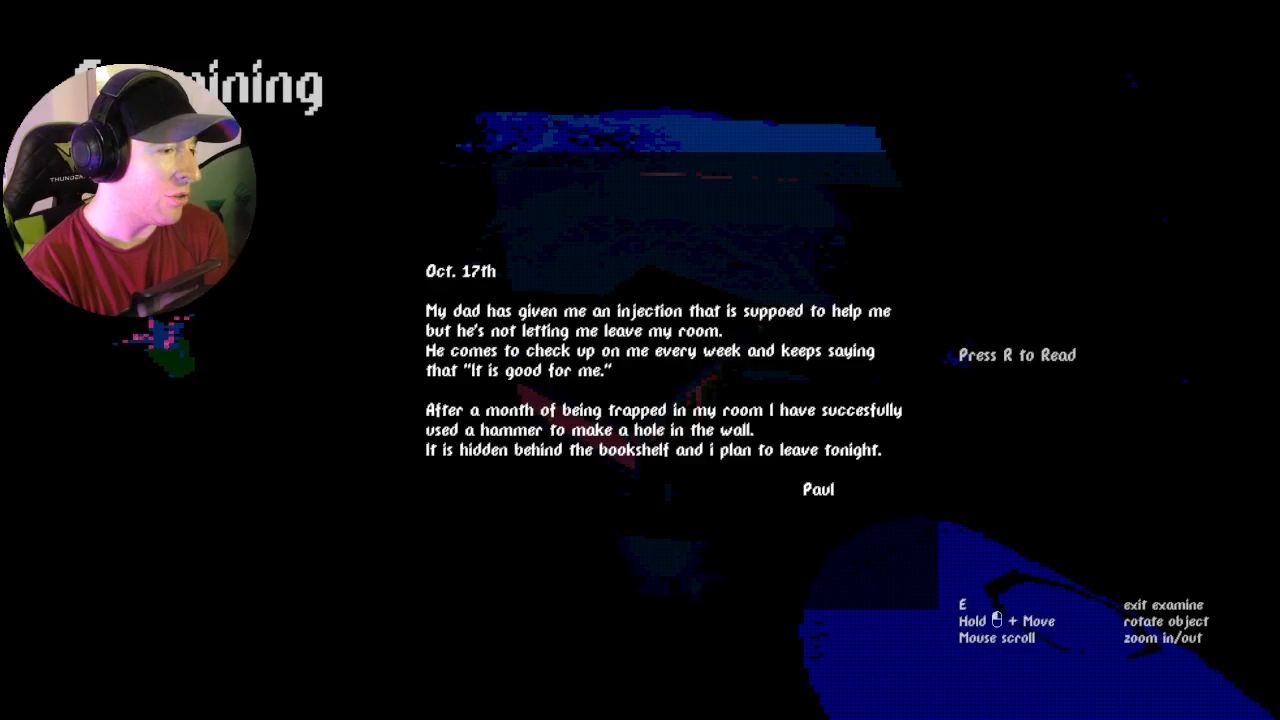 Oct. 17th
My dad has given me an injection that is suppoed to help me
but he's not letting me leave my room.
He comes to check up on me every week and keeps saying
that "It is good for me."
After a month of being trapped in my room I have succesfully
used a hammer to make a hole in the wall.
It is hidden behind the bookshelf and i plan to leave tonight.
Paul
Press R to Read
E exit examine
Hold + Move rotate object
Mouse scroll zoom in/out